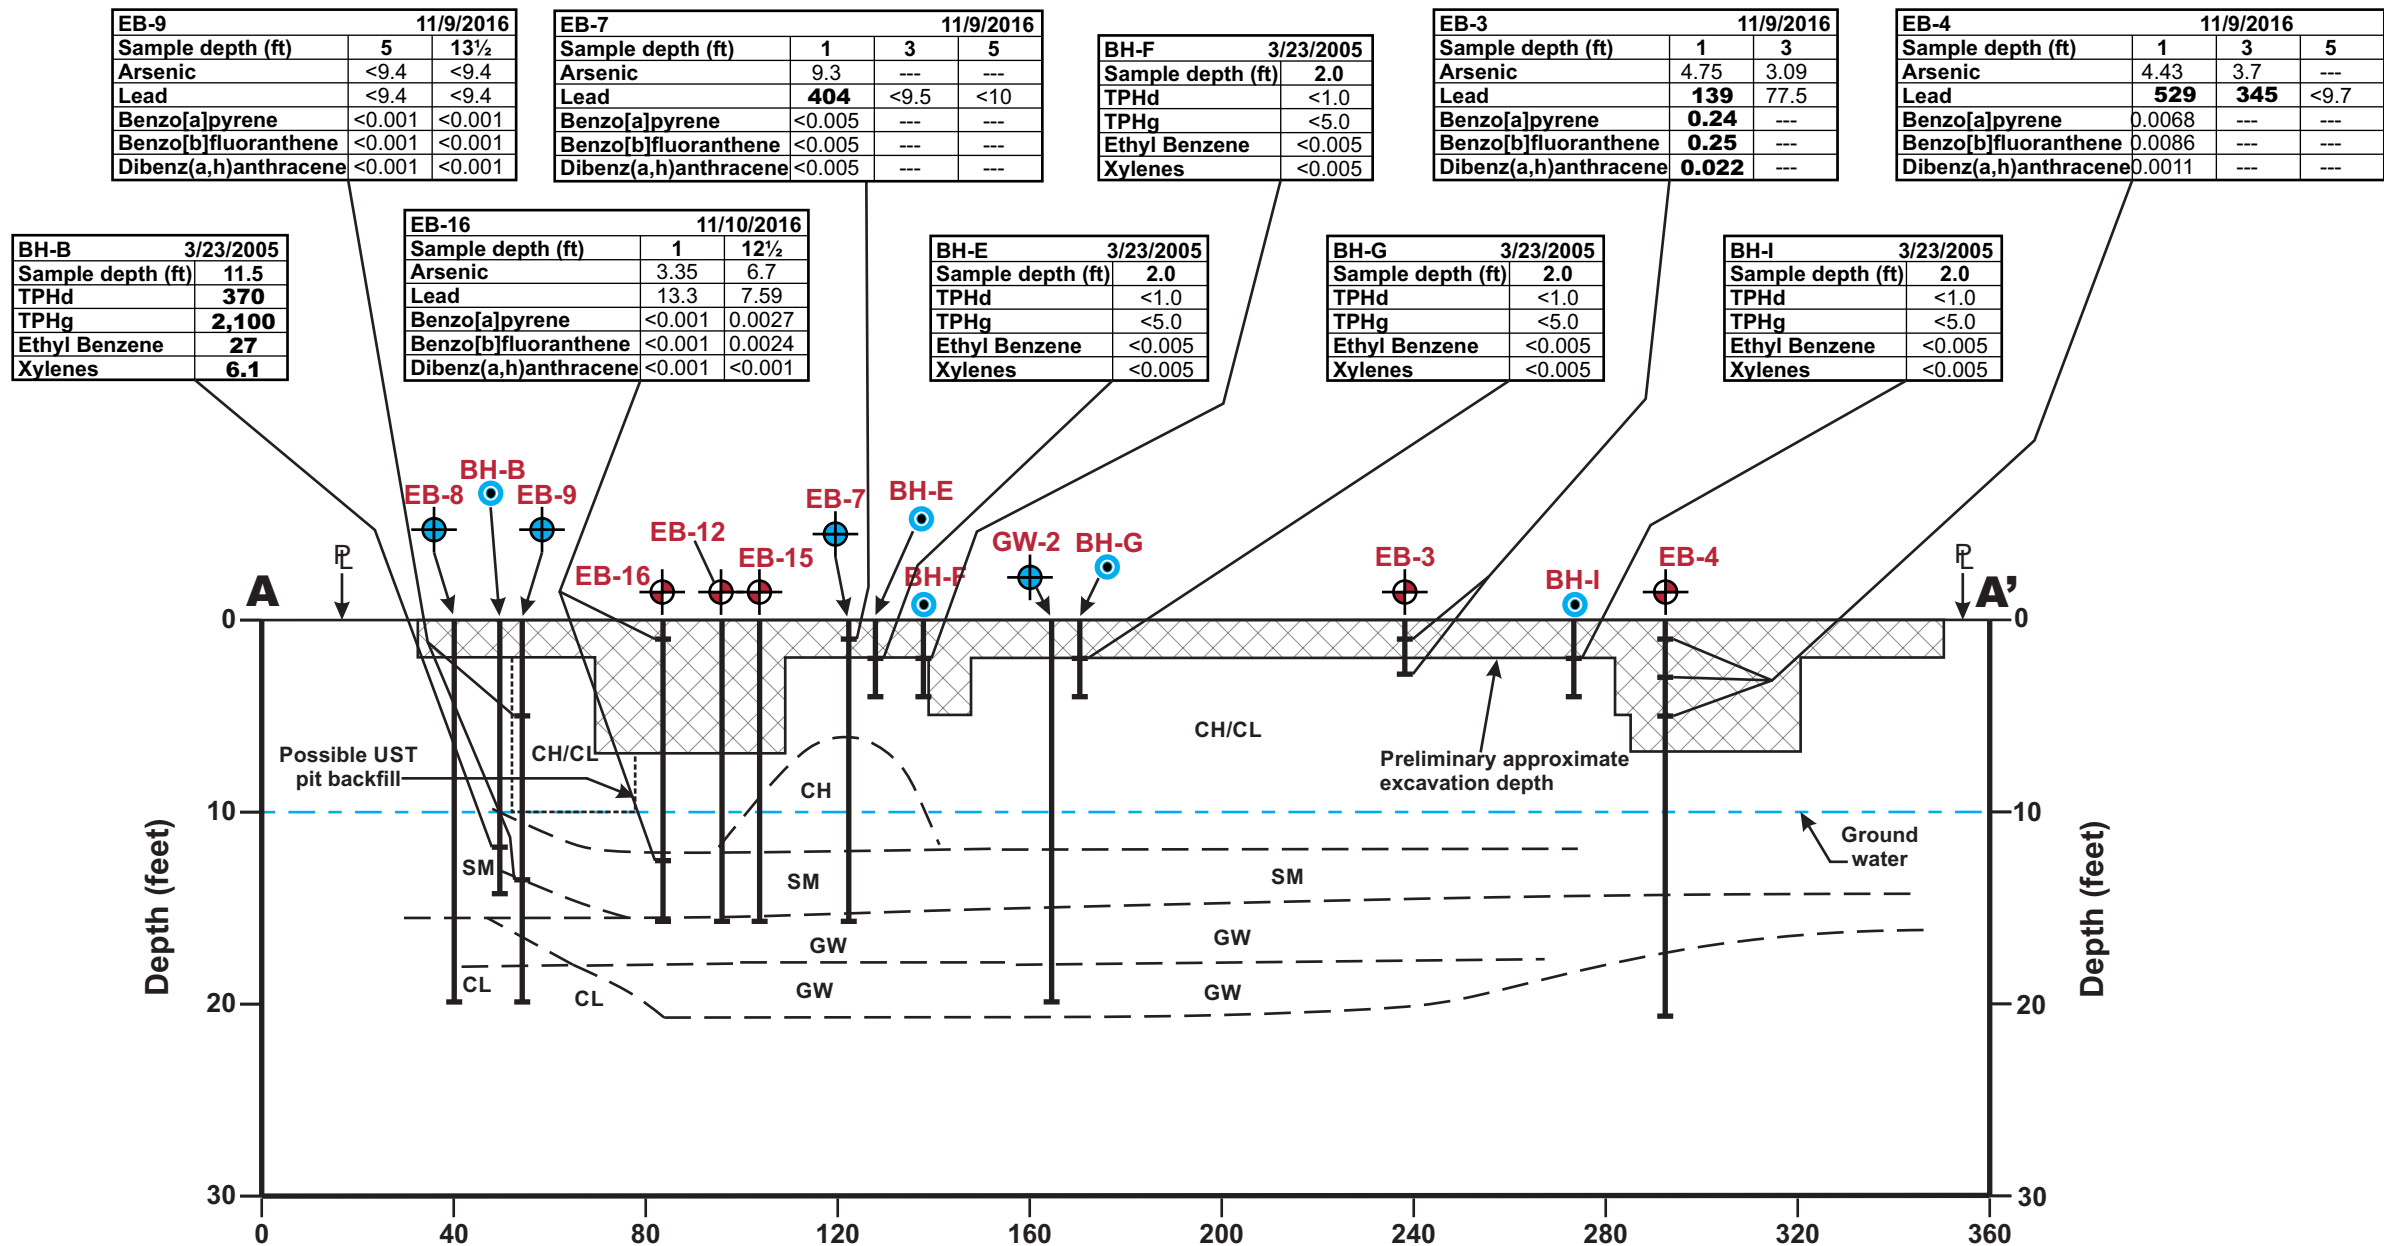 EB-9 11/9/2016
Sample depth (ft) 5 13½
Arsenic <9.4 <9.4
Lead <9.4 <9.4
Benzo[a]pyrene <0.001 <0.001
Benzo[b]fluoranthene <0.001 <0.001
Dibenz(a,h)anthracene <0.001 <0.001
EB-7 11/9/2016
Sample depth (ft) 1 3 5
Arsenic 9.3 --- ---
Lead 404 <9.5 <10
Benzo[a]pyrene <0.005 --- ---
Benzo[b]fluoranthene <0.005 --- ---
Dibenz(a,h)anthracene <0.005 --- ---
BH-F 3/23/2005
Sample depth (ft) 2.0
TPHd <1.0
TPHg <5.0
Ethyl Benzene <0.005
Xylenes <0.005
EB-3 11/9/2016
Sample depth (ft) 1 3
Arsenic 4.75 3.09
Lead 139 77.5
Benzo[a]pyrene 0.24 ---
Benzo[b]fluoranthene 0.25 ---
Dibenz(a,h)anthracene 0.022 ---
EB-4 11/9/2016
Sample depth (ft) 1 3 5
Arsenic 4.43 3.7 ---
Lead 529 345 <9.7
Benzo[a]pyrene 0.0068 --- ---
Benzo[b]fluoranthene 0.0086 --- ---
Dibenz(a,h)anthracene 0.0011 --- ---
BH-B 3/23/2005
Sample depth (ft) 11.5
TPHd 370
TPHg 2,100
Ethyl Benzene 27
Xylenes 6.1
EB-16 11/10/2016
Sample depth (ft) 1 12½
Arsenic 3.35 6.7
Lead 13.3 7.59
Benzo[a]pyrene <0.001 0.0027
Benzo[b]fluoranthene <0.001 0.0024
Dibenz(a,h)anthracene <0.001 <0.001
BH-E 3/23/2005
Sample depth (ft) 2.0
TPHd <1.0
TPHg <5.0
Ethyl Benzene <0.005
Xylenes <0.005
BH-G 3/23/2005
Sample depth (ft) 2.0
TPHd <1.0
TPHg <5.0
Ethyl Benzene <0.005
Xylenes <0.005
BH-I 3/23/2005
Sample depth (ft) 2.0
TPHd <1.0
TPHg <5.0
Ethyl Benzene <0.005
Xylenes <0.005
EB-8
BH-B
EB-9
EB-16
EB-12
EB-15
EB-7
BH-E
BH-F
GW-2
BH-G
EB-3
BH-I
EB-4
PL
PL
A
A’
0
0
Possible UST
pit backfill
CH/CL
CH
CH/CL
Preliminary approximate
excavation depth
10
10
Ground
water
SM
SM
SM
GW
GW
CL
CL
GW
GW
20
20
30
30
Depth (feet)
Depth (feet)
0 40 80 120 160 200 240 280 320 360